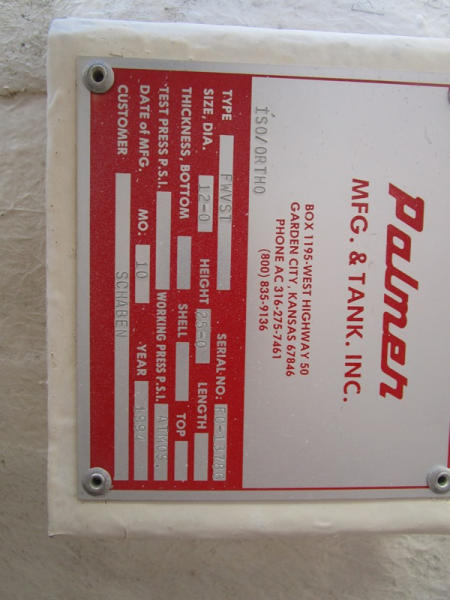 Palmer
MFG. & TANK. INC.
BOX 1195-WEST HIGHWAY 50
GARDEN CITY, KANSAS 67846
PHONE AC 316-275-7461
(800) 835-9136
ISO/ORTHO
SERIAL-NO:
TYPE FWVST
SIZE, DIA. 12-0 HEIGHT 25-0 LENGTH
THICKNESS, BOTTOM SHELL TOP
TEST PRESS P.S.I. WORKING PRESS P.S.I. ATMOS.
DATE of MFG. MO: 10 YEAR 1994
CUSTOMER SCHABEN